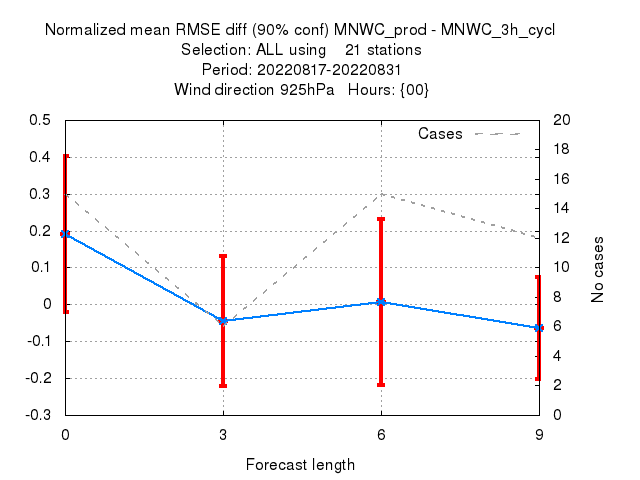 Normalized mean RMSE diff (90% conf) MNWC_prod - MNWC_3h_cycl
Selection: ALL using 21 stations
Period: 20220817-20220831
Wind direction 925hPa Hours: {00}
Cases
0.5
0.4
0.3
0.2
0.1
0
-0.1
-0.2
-0.3
20
18
16
14
12
10
8
6
4
2
0
No cases
0 3 6 9
Forecast length